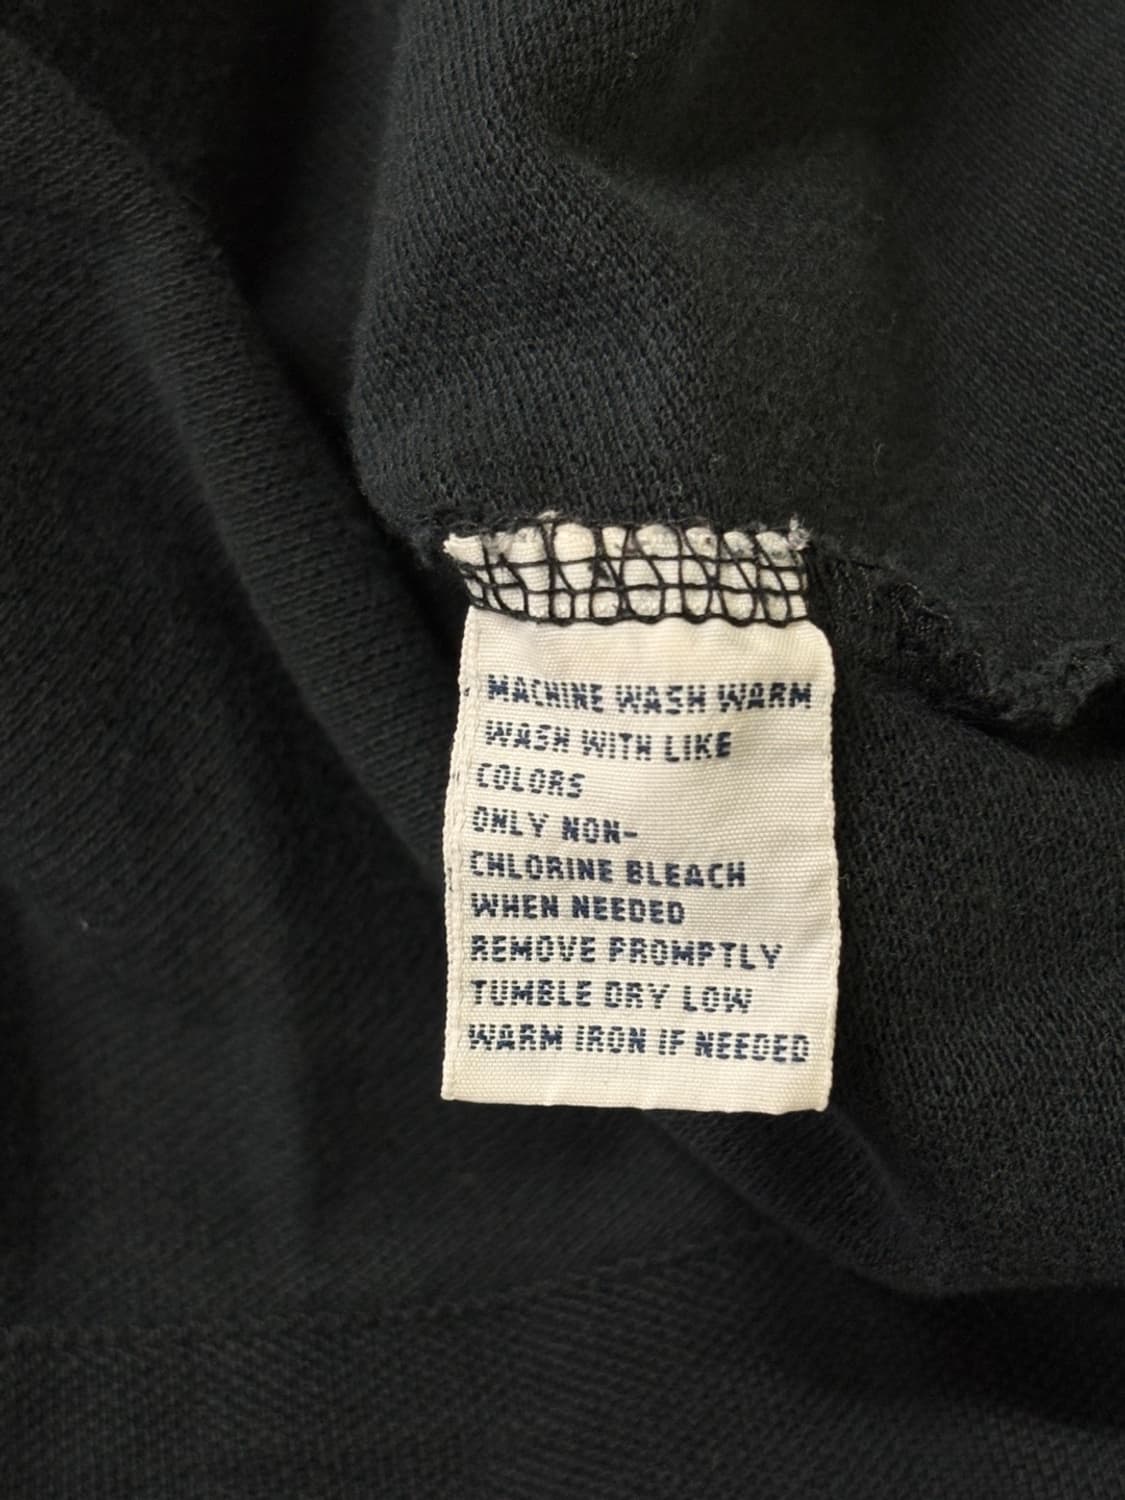 MACHINE WASH WARM
WASH WITH LIKE
COLORS
ONLY NON-
CHLORINE BLEACH
WHEN NEEDED
REMOVE PROMPTLY
TUMBLE DRY LOW
WARM IRON IF NEEDED